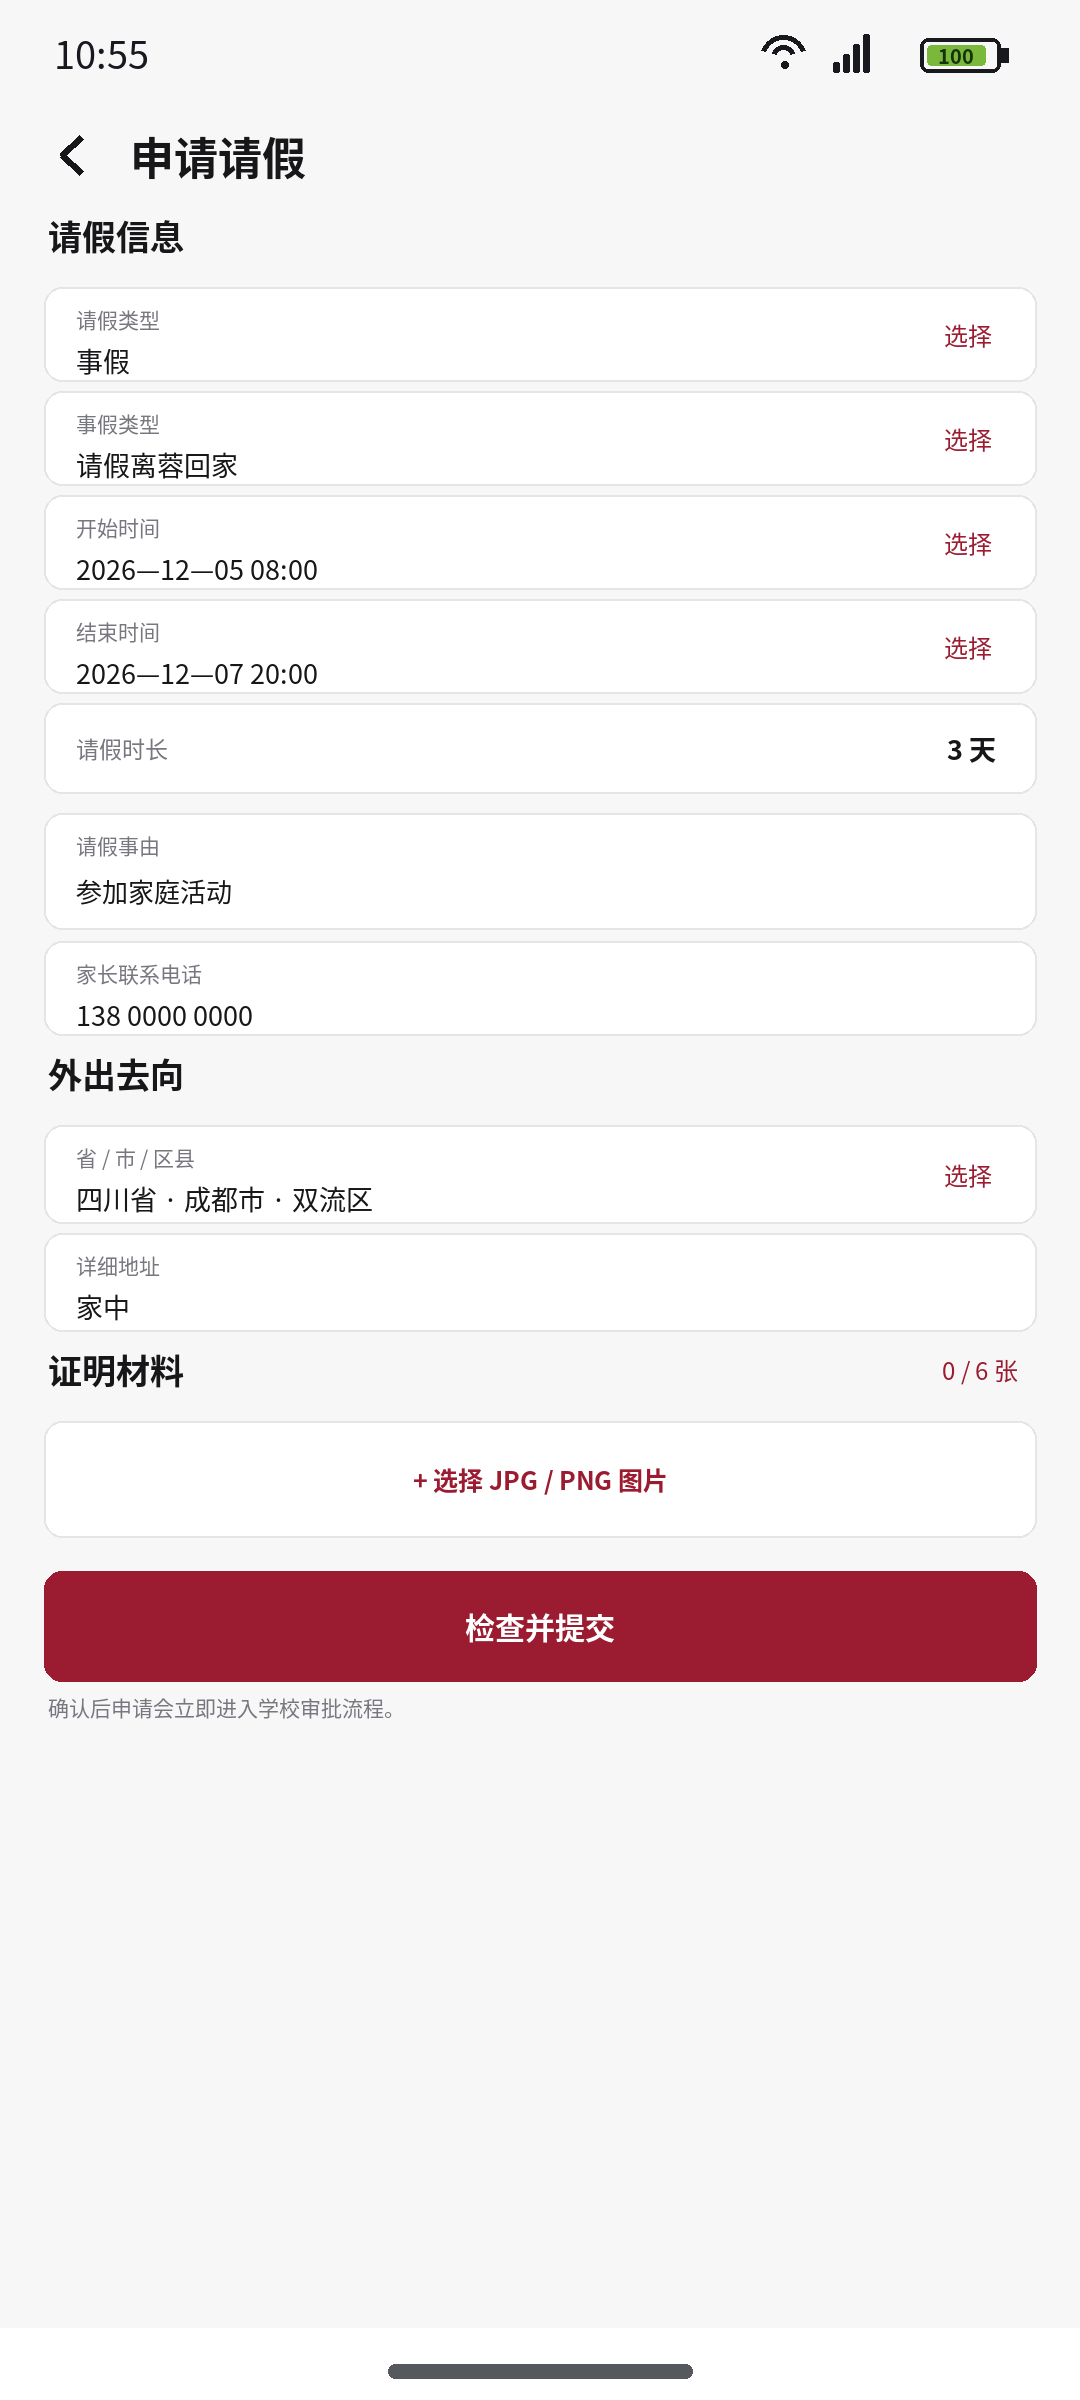 10:55
100
申请请假
请假信息
请假类型
选择
事假
事假类型
选择
请假离蓉回家
开始时间
选择
2026—12—05 08:00
结束时间
选择
2026—12—07 20:00
请假时长
3 天
请假事由
参加家庭活动
家长联系电话
138 0000 0000
外出去向
省 / 市 / 区县
选择
四川省 · 成都市 · 双流区
详细地址
家中
证明材料
0 / 6 张
+ 选择 JPG / PNG 图片
检查并提交
确认后申请会立即进入学校审批流程。